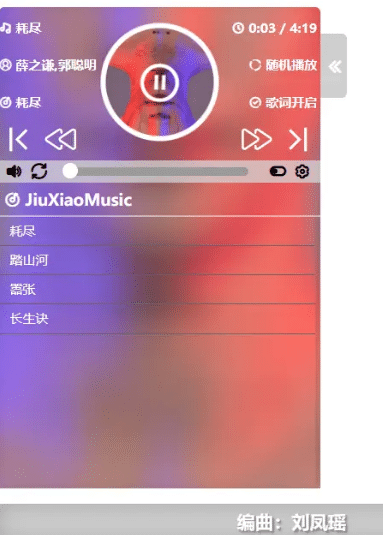 耗尽
0:03 / 4:19
薛之谦,郭聪明
随机播放
耗尽
歌词开启
JiuXiaoMusic
耗尽
踏山河
嚣张
长生诀
编曲：刘凤瑶